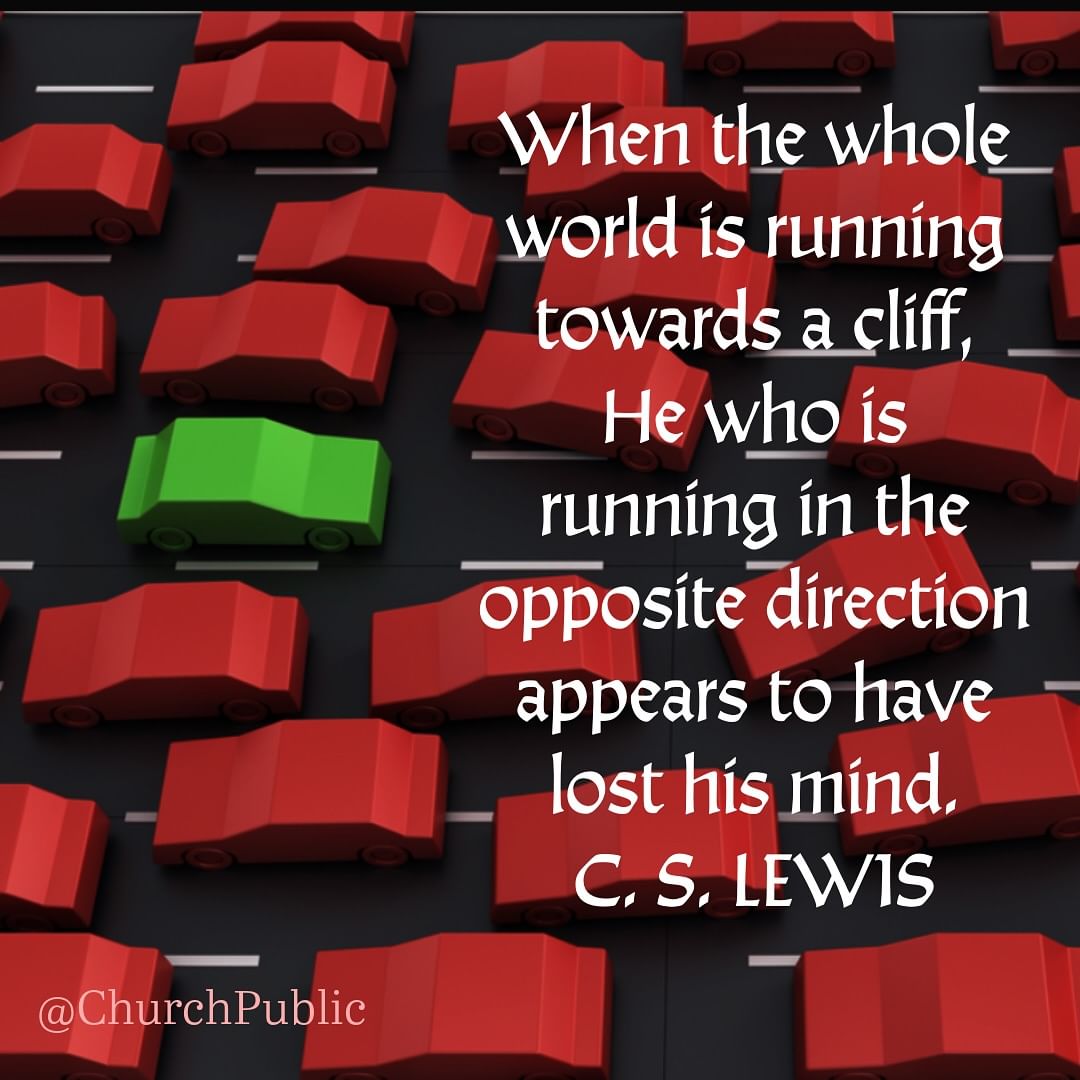 When the whole
world is running
towards a cliff,
He who is
running in the
opposite direction
appears to have
lost his mind.
C. S. LEWIS
@ChurchPublic